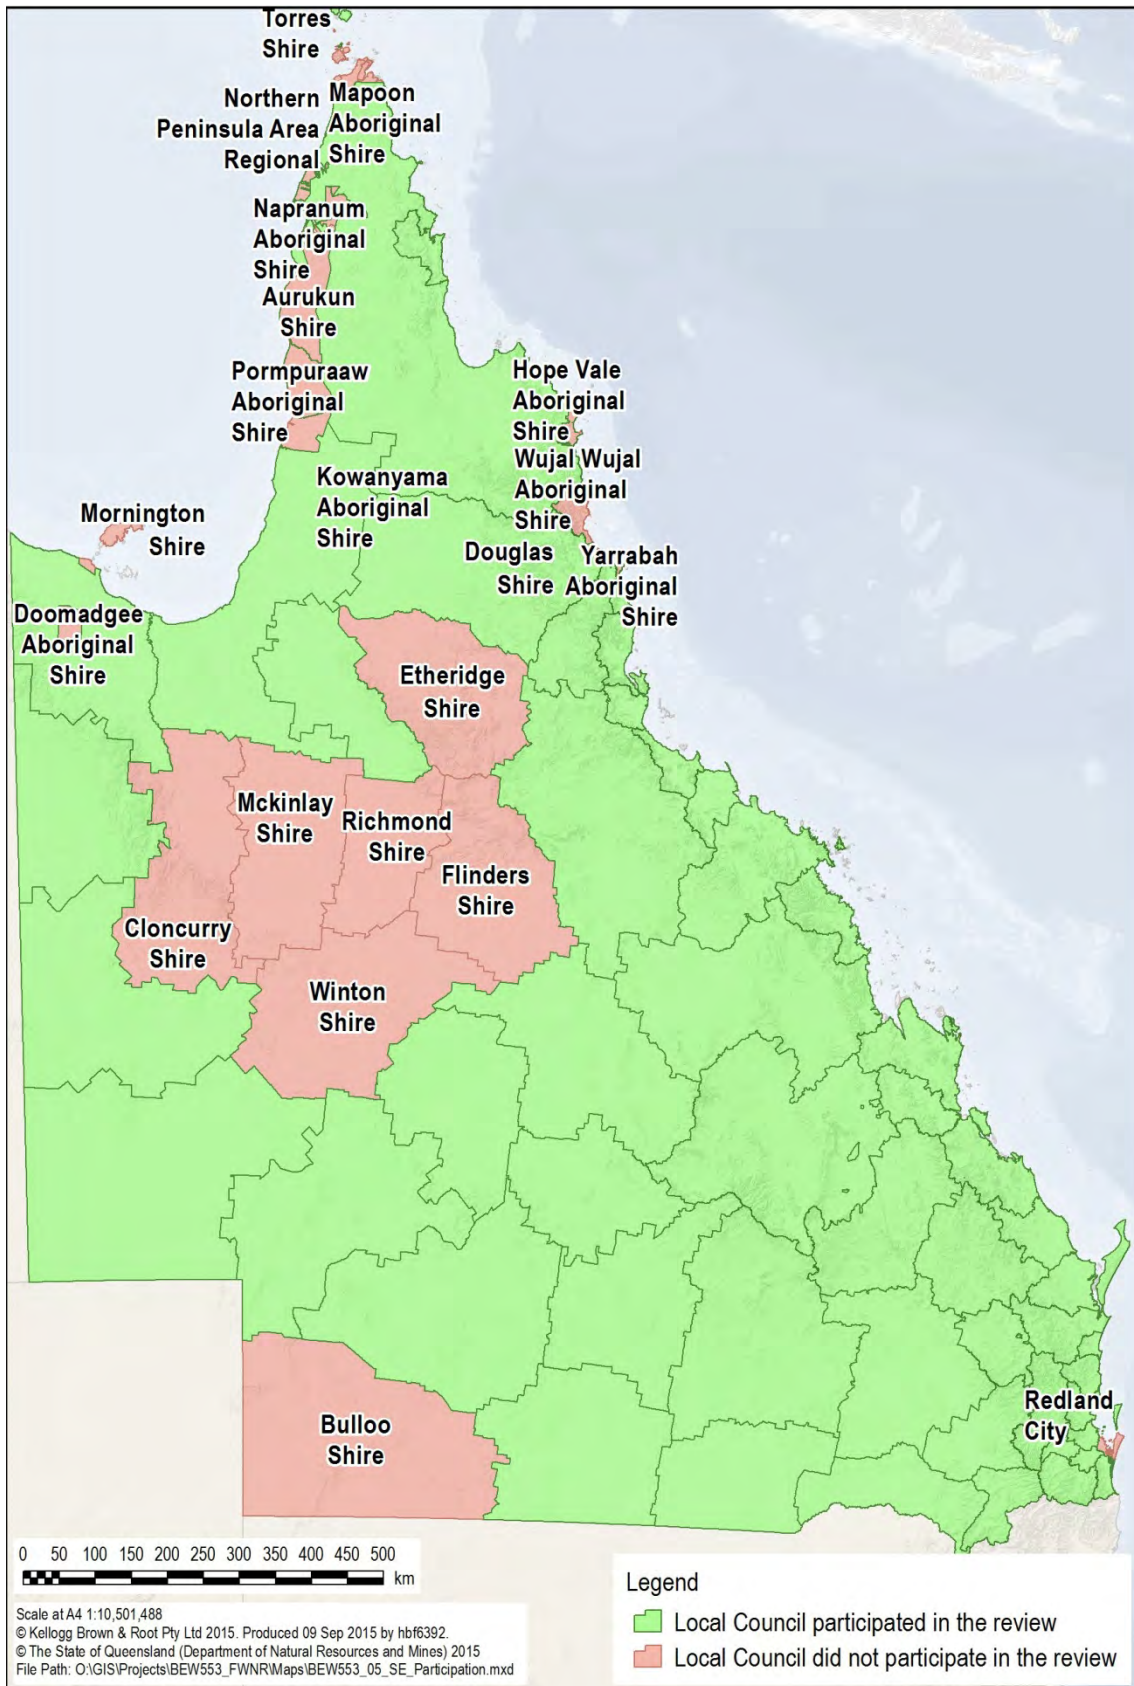 Torres
Shire
Northern
Peninsula Area
Regional
Mapoon
Aboriginal
Shire
Napranum
Aboriginal
Shire
Aurukun
Shire
Pormpuraaw
Aboriginal
Shire
Hope Vale
Aboriginal
Shire
Wujal Wujal
Aboriginal
Shire
Kowanyama
Aboriginal
Shire
Mornington
Shire
Douglas
Shire
Yarrabah
Aboriginal
Shire
Doomadgee
Aboriginal
Shire
Etheridge
Shire
Mckinlay
Shire
Richmond
Shire
Flinders
Shire
Cloncurry
Shire
Winton
Shire
Redland
City
Bulloo
Shire
0 50 100 150 200 250 300 350 400 450 500
km
Scale at A4 1:10,501,488
© Kellogg Brown & Root Pty Ltd 2015. Produced 09 Sep 2015 by hbf6392.
© The State of Queensland (Department of Natural Resources and Mines) 2015
File Path: O:\GIS\Projects\BEW553_FWNR\Maps\BEW553_05_SE_Participation.mxd
Legend
Local Council participated in the review
Local Council did not participate in the review